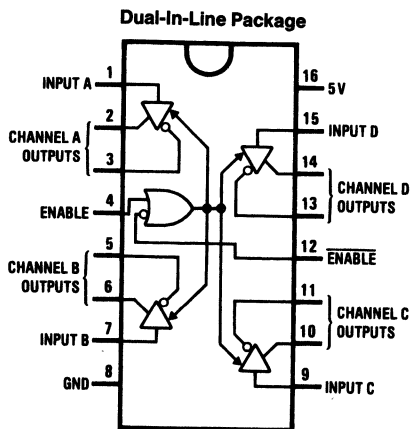 Dual-In-Line Package
INPUT A 1
2
CHANNEL A
OUTPUTS
3
ENABLE 4
5
CHANNEL B
OUTPUTS
6
INPUT B 7
GND 8
16 5 V
15 INPUT D
14
CHANNEL D
OUTPUTS
13
12 ENABLE
11
CHANNEL C
OUTPUTS
10
9 INPUT C